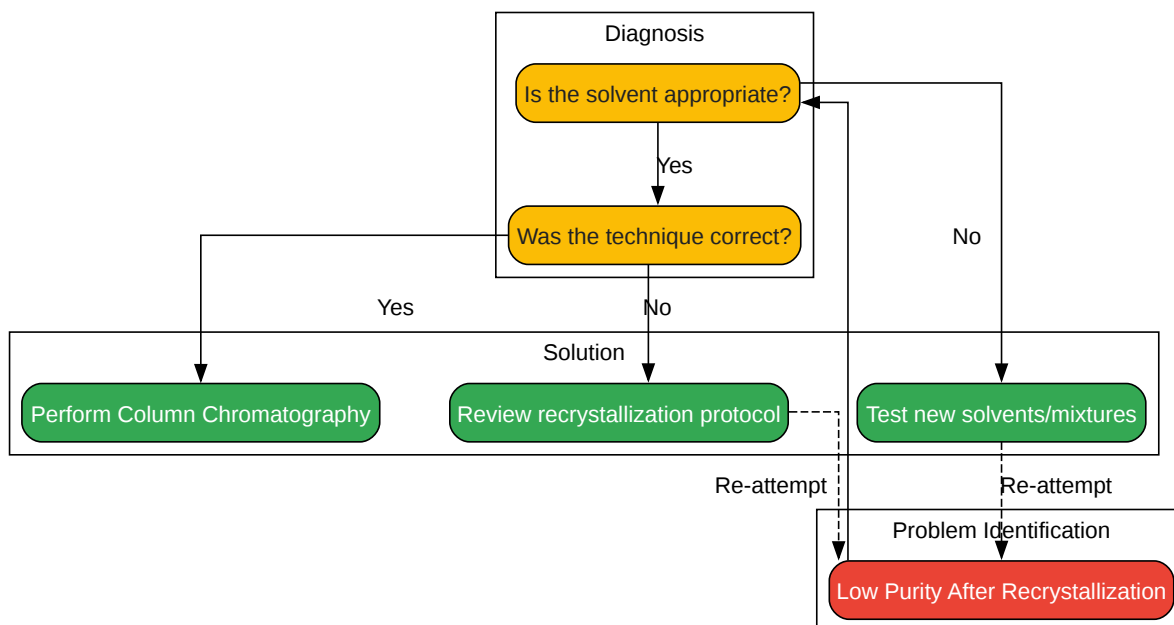 Diagnosis
Is the solvent appropriate?
Yes
Was the technique correct?
No
Yes
No
Solution
Perform Column Chromatography
Review recrystallization protocol
Test new solvents/mixtures
Re-attempt
Re-attempt
Problem Identification
Low Purity After Recrystallization